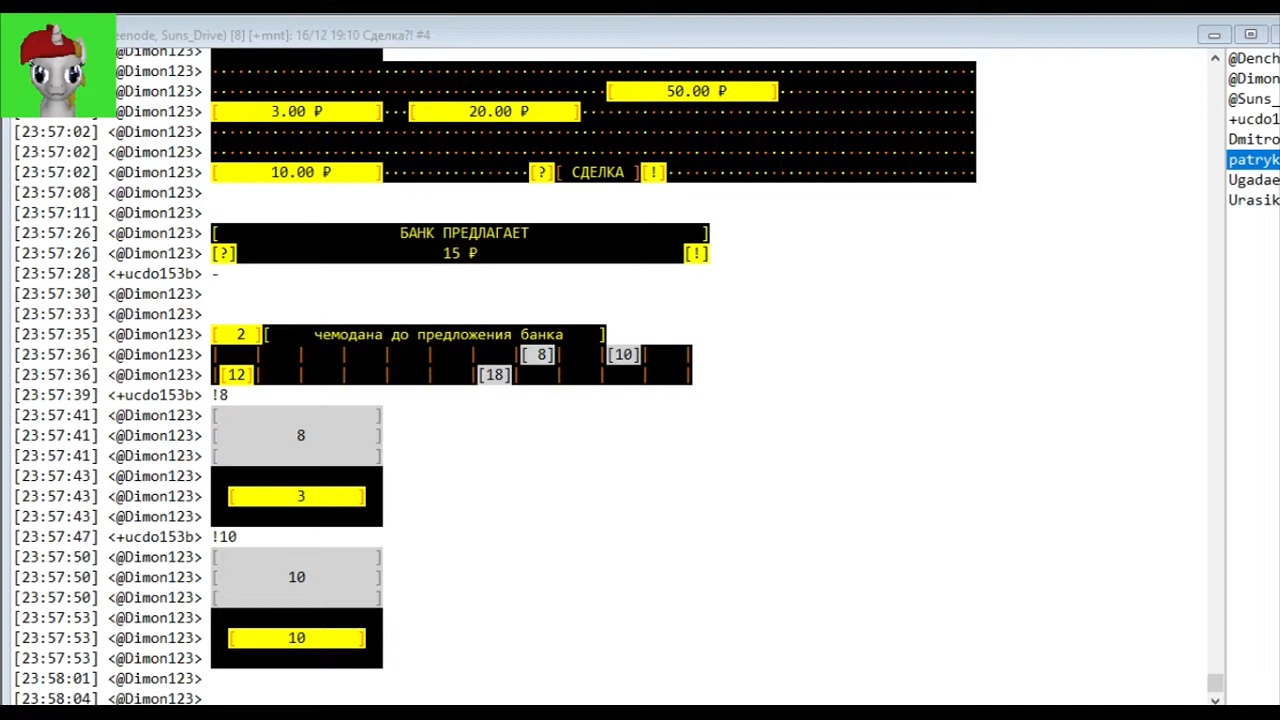 eenode, Suns_Drive) [8] [+mnt]: 16/12 19:10 Сделка?! #4
<@Dimon123>
<@Dimon123>
<@Dimon123> [ 50.00 ₽ ]
<@Dimon123> [ 3.00 ₽ ] [ 20.00 ₽ ]
[23:57:02] <@Dimon123>
[23:57:02] <@Dimon123>
[23:57:02] <@Dimon123> [ 10.00 ₽ ] [?][ СДЕЛКА ][!]
[23:57:08] <@Dimon123>
[23:57:11] <@Dimon123>
[23:57:26] <@Dimon123> [ БАНК ПРЕДЛАГАЕТ ]
[23:57:26] <@Dimon123> [?] 15 ₽ [!]
[23:57:28] <+ucdo153b> -
[23:57:30] <@Dimon123>
[23:57:33] <@Dimon123>
[23:57:35] <@Dimon123> [ 2 ][ чемодана до предложения банка ]
[23:57:36] <@Dimon123> | | | | | | |[ 8]| |[10]| |
[23:57:36] <@Dimon123> |[12]| | | | | |[18]| | | | |
[23:57:39] <+ucdo153b> !8
[23:57:41] <@Dimon123> [ ]
[23:57:41] <@Dimon123> [ 8 ]
[23:57:41] <@Dimon123> [ ]
[23:57:43] <@Dimon123>
[23:57:43] <@Dimon123> [ 3 ]
[23:57:43] <@Dimon123>
[23:57:47] <+ucdo153b> !10
[23:57:50] <@Dimon123> [ ]
[23:57:50] <@Dimon123> [ 10 ]
[23:57:50] <@Dimon123> [ ]
[23:57:53] <@Dimon123>
[23:57:53] <@Dimon123> [ 10 ]
[23:57:53] <@Dimon123>
[23:58:01] <@Dimon123>
[23:58:04] <@Dimon123>
@Dench
@Dimon
@Suns_
+ucdo1
Dmitro
patryk
Ugadae
Urasik